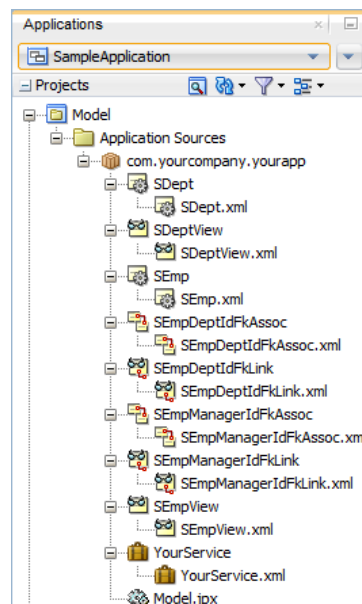 Applications
SampleApplication
Projects
Model
Application Sources
com.yourcompany.yourapp
SDept
SDept.xml
SDeptView
SDeptView.xml
SEmp
SEmp.xml
SEmpDeptIdFkAssoc
SEmpDeptIdFkAssoc.xml
SEmpDeptIdFkLink
SEmpDeptIdFkLink.xml
SEmpManagerIdFkAssoc
SEmpManagerIdFkAssoc.xm
SEmpManagerIdFkLink
SEmpManagerIdFkLink.xml
SEmpView
SEmpView.xml
YourService
YourService.xml
Model.jpx